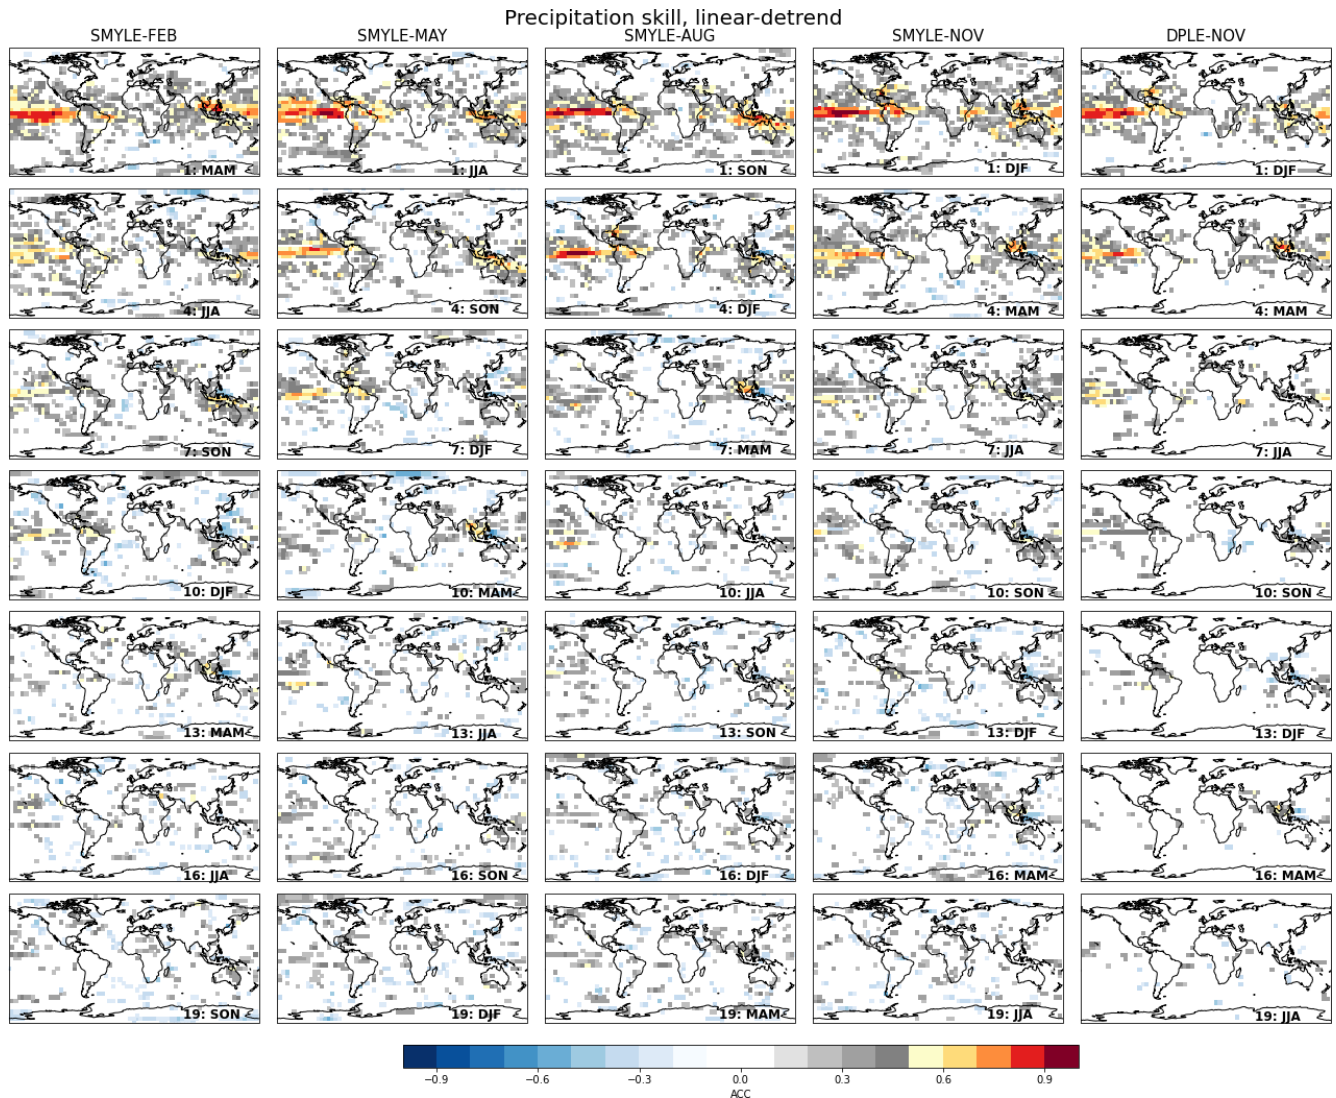 Precipitation skill, linear-detrend
SMYLE-FEB SMYLE-MAY SMYLE-AUG SMYLE-NOV DPLE-NOV
1: MAM 1: JJA 1: SON 1: DJF 1: DJF
4: JJA 4: SON 4: DJF 4: MAM 4: MAM
7: SON 7: DJF 7: MAM 7: JJA 7: JJA
10: DJF 10: MAM 10: JJA 10: SON 10: SON
13: MAM 13: JJA 13: SON 13: DJF 13: DJF
16: JJA 16: SON 16: DJF 16: MAM 16: MAM
19: SON 19: DJF 19: MAM 19: JJA 19: JJA
−0.9 −0.6 −0.3 0.0 0.3 0.6 0.9
ACC